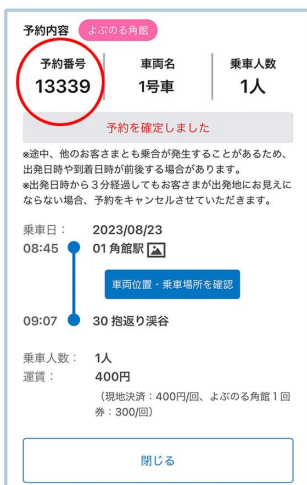 予約内容 よぶのる角館
予約番号 車両名 乗車人数
13339 1号車 1人
予約を確定しました
※途中、他のお客さまとも乗合が発生することがあるため、
出発日時や到着日時が前後する場合があります。
※出発日時から3分経過してもお客さまが出発地にお見えに
ならない場合、予約をキャンセルさせていただきます。
乗車日： 2023/08/23
08:45 01 角館駅
車両位置・乗車場所を確認
09:07 30 抱返り渓谷
乗車人数： 1人
運賃： 400円
（現地決済：400円/回、よぶのる角館1回
券：300/回）
閉じる